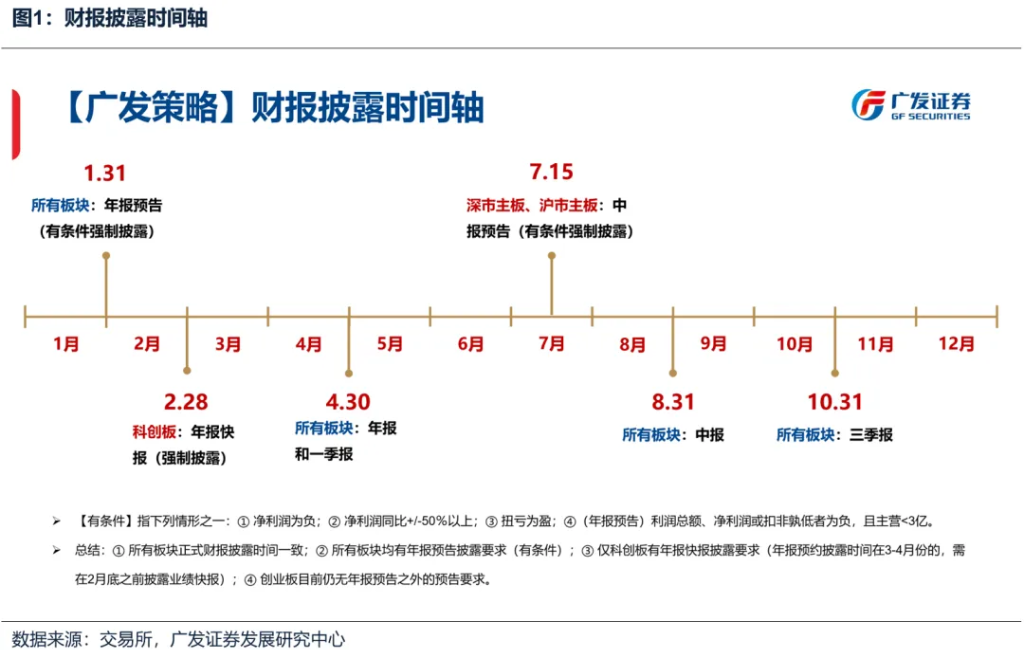 图1：财报披露时间轴
【广发策略】财报披露时间轴
广发证券
GF SECURITIES
1.31
所有板块：年报预告
（有条件强制披露）
7.15
深市主板、沪市主板：中
报预告（有条件强制披露）
1月
2月
3月
4月
5月
6月
7月
8月
9月
10月
11月
12月
2.28
科创板：年报快
报（强制披露）
4.30
所有板块：年报
和一季报
8.31
所有板块：中报
10.31
所有板块：三季报
➢ 【有条件】指下列情形之一：① 净利润为负；② 净利润同比+/-50%以上；③ 扭亏为盈；④（年报预告）利润总额、净利润或扣非孰低者为负，且主营<3亿。
➢ 总结：① 所有板块正式财报披露时间一致；② 所有板块均有年报预告披露要求（有条件）；③ 仅科创板有年报快报披露要求（年报预约披露时间在3-4月份的，需
在2月底之前披露业绩快报）；④ 创业板目前仍无年报预告之外的预告要求。
数据来源：交易所，广发证券发展研究中心